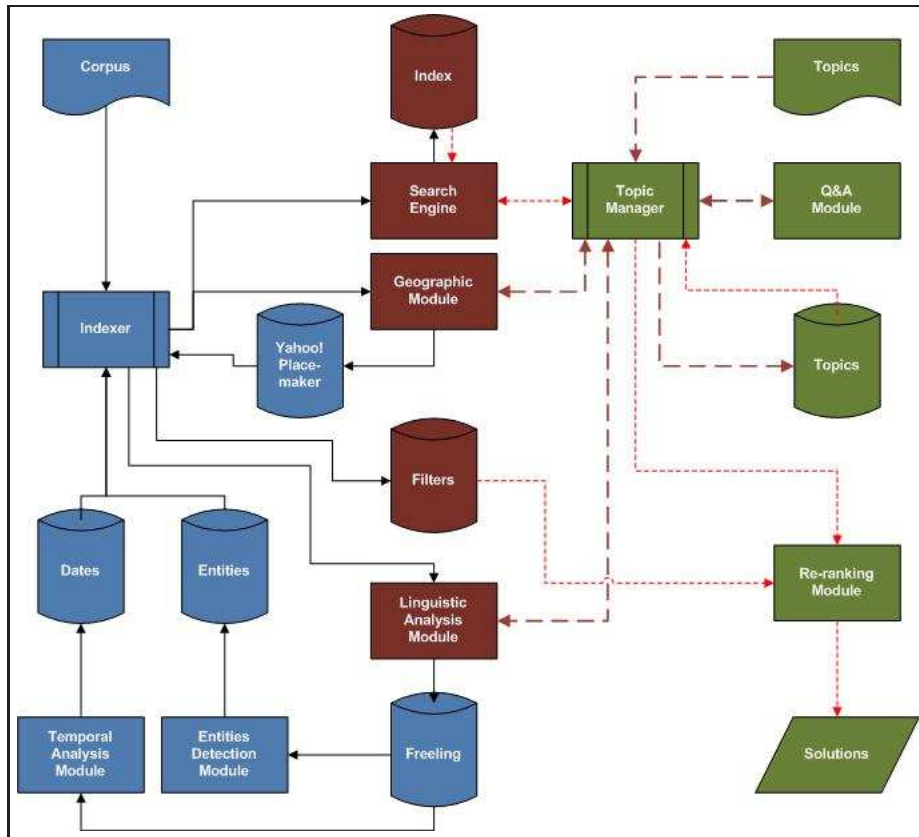 Corpus
Index
Topics
Search
Engine
Topic
Manager
Q&A
Module
Geographic
Module
Indexer
Yahoo!
Place-
maker
Topics
Filters
Dates
Entities
Re-ranking
Module
Linguistic
Analysis
Module
Temporal
Analysis
Module
Entities
Detection
Module
Freeling
Solutions